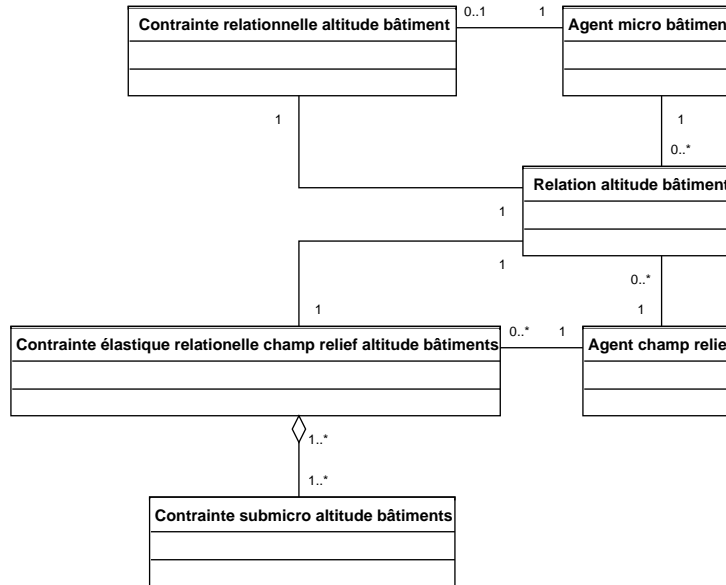 Contrainte relationnelle altitude bâtiment
0..1
1
Agent micro bâtimen
1
1
0..*
Relation altitude bâtiment
1
1
0..*
1
1
Contrainte élastique relationelle champ relief altitude bâtiments
0..*
1
Agent champ relie
1..*
1..*
Contrainte submicro altitude bâtiments